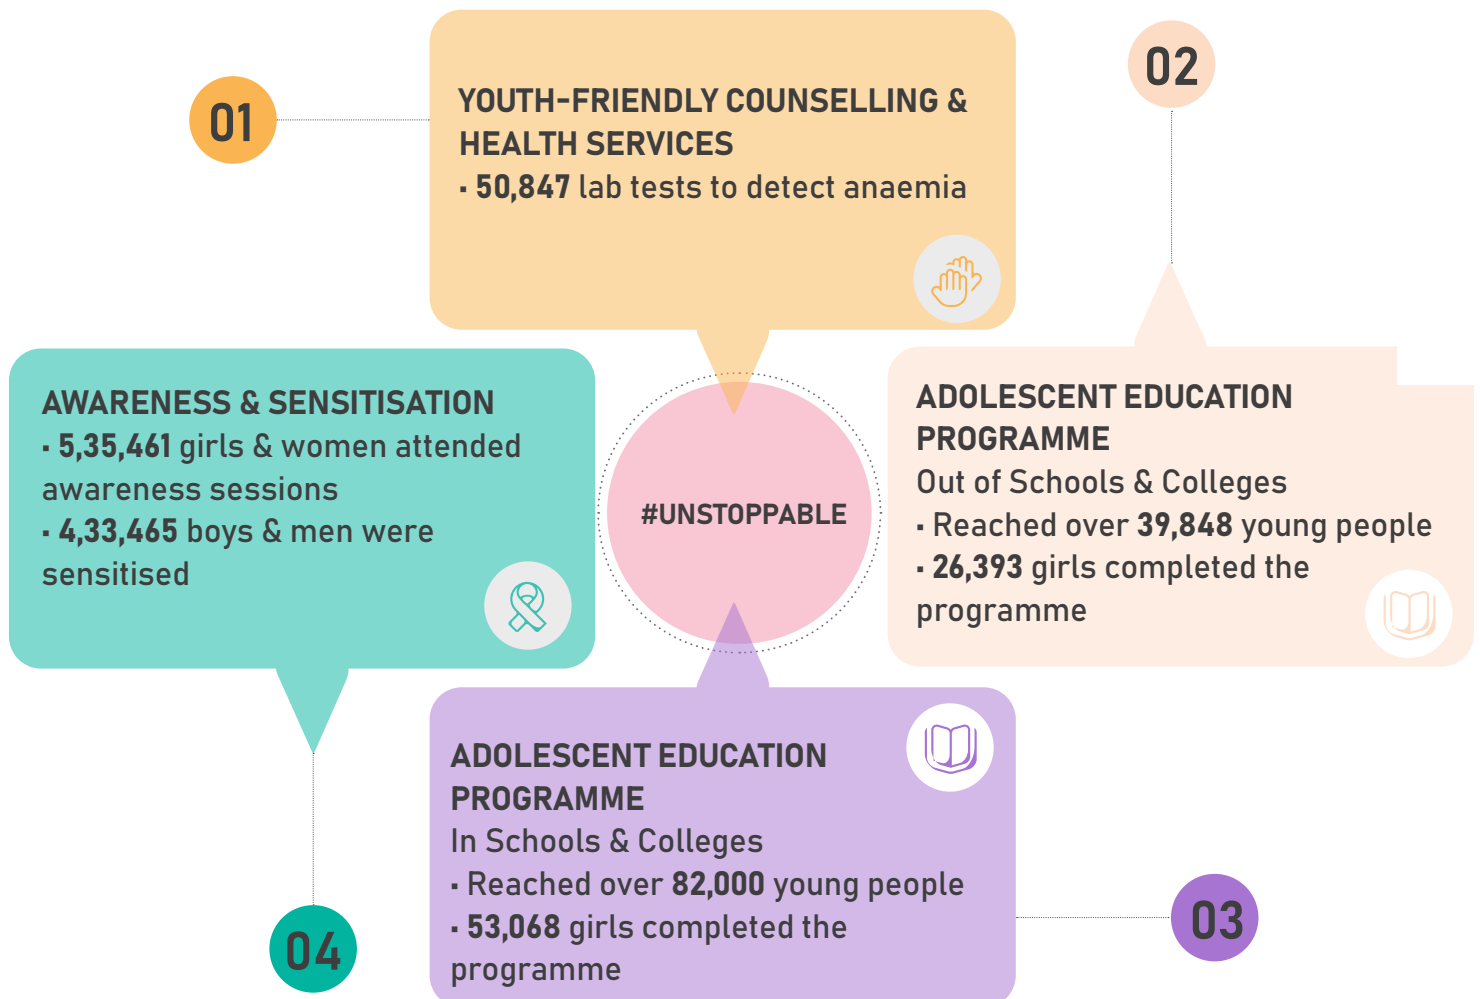 01
YOUTH-FRIENDLY COUNSELLING &
HEALTH SERVICES
▪ 50,847 lab tests to detect anaemia
02
ADOLESCENT EDUCATION
PROGRAMME
Out of Schools & Colleges
▪ Reached over 39,848 young people
▪ 26,393 girls completed the
programme
#UNSTOPPABLE
ADOLESCENT EDUCATION
PROGRAMME
In Schools & Colleges
▪ Reached over 82,000 young people
▪ 53,068 girls completed the
programme
03
AWARENESS & SENSITISATION
▪ 5,35,461 girls & women attended
awareness sessions
▪ 4,33,465 boys & men were
sensitised
04